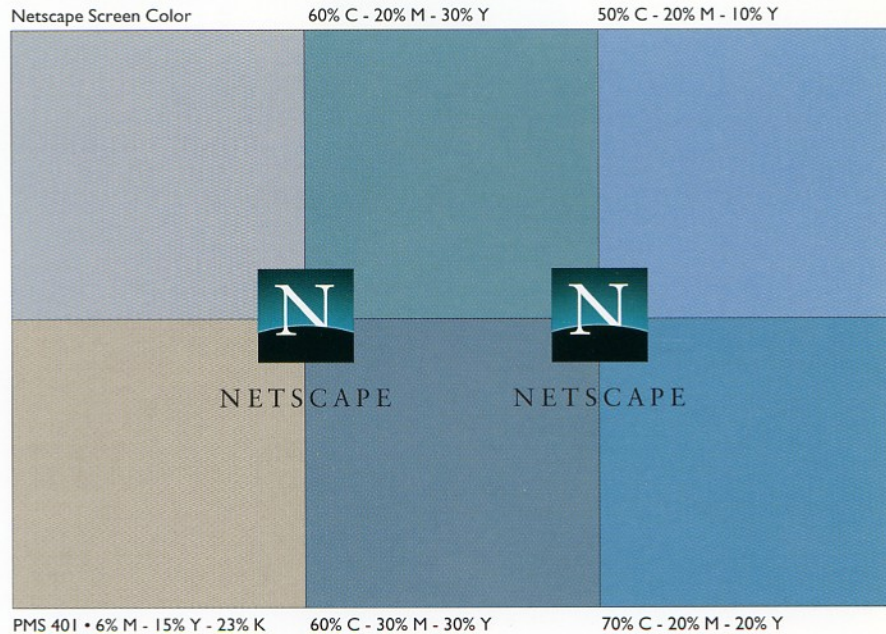 Netscape Screen Color
60% C - 20% M - 30% Y
50% C - 20% M - 10% Y
N
N
NETSCAPE
NETSCAPE
PMS 401 • 6% M - 15% Y - 23% K
60% C - 30% M - 30% Y
70% C - 20% M - 20% Y